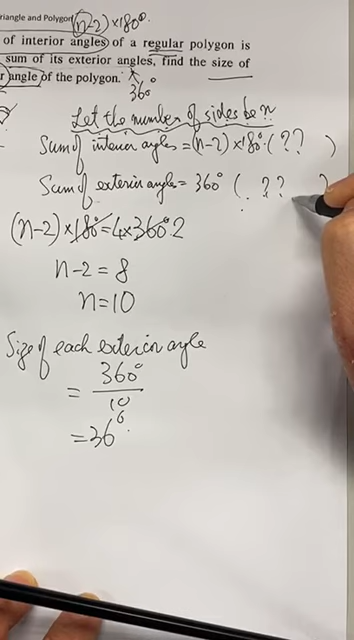 riangle and Polygon (n-2)×180°.
of interior angles) of a regular polygon is
sum of its exterior angles, find the size of
r angle of the polygon.
360°
Let the number of sides be n
Sum of interior angles = (n-2)×180° (?? )
Sum of exterior angle = 360° (. ?? )
(n-2)×180°=4×360° 2
n-2 = 8
n=10
Size of each exterior angle
= 360°
10
=36°.